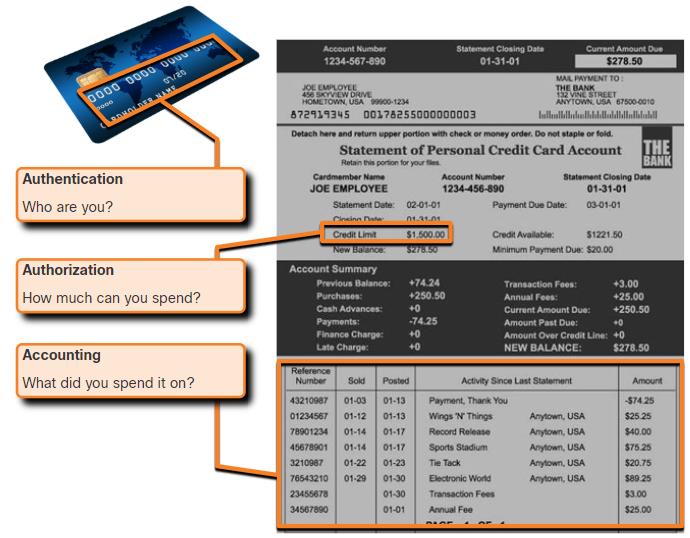 0000 0000 0000 000
0000
01/20
CARDHOLDER NAME
Authentication
Who are you?
Authorization
How much can you spend?
Accounting
What did you spend it on?
Account Number Statement Closing Date Current Amount Due
1234-567-890 01-31-01 $278.50
MAIL PAYMENT TO :
JOE EMPLOYEE THE BANK
456 SKYVIEW DRIVE 132 VINE STREET
HOMETOWN, USA 99900-1234 ANYTOWN, USA 67500-0010
872919345 00178255000000003
Detach here and return upper portion with check or money order. Do not staple or fold.
Statement of Personal Credit Card Account
Retain this portion for your files.
THE
BANK
Cardmember Name Account Number Statement Closing Date
JOE EMPLOYEE 1234-456-890 01-31-01
Statement Date: 02-01-01 Payment Due Date: 03-01-01
Closing Date: 01-31-01
Credit Limit $1,500.00 Credit Available: $1221.50
New Balance: $278.50 Minimum Payment Due: $20.00
Account Summary
Previous Balance: +74.24 Transaction Fees: +3.00
Purchases: +250.50 Annual Fees: +25.00
Cash Advances: +0 Current Amount Due: +250.50
Payments: -74.25 Amount Past Due: +0
Finance Charge: +0 Amount Over Credit Line: +0
Late Charge: +0 NEW BALANCE: $278.50
Reference
Number Sold Posted Activity Since Last Statement Amount
43210987 01-03 01-13 Payment, Thank You -$74.25
01234567 01-12 01-13 Wings 'N' Things Anytown, USA $25.25
78901234 01-14 01-17 Record Release Anytown, USA $40.00
45678901 01-14 01-17 Sports Stadium Anytown, USA $75.25
3210987 01-22 01-23 Tie Tack Anytown, USA $20.75
76543210 01-29 01-30 Electronic World Anytown, USA $89.25
23455678 01-30 Transaction Fees $3.00
34567890 01-01 Annual Fee $25.00
PAGE 1 OF 1